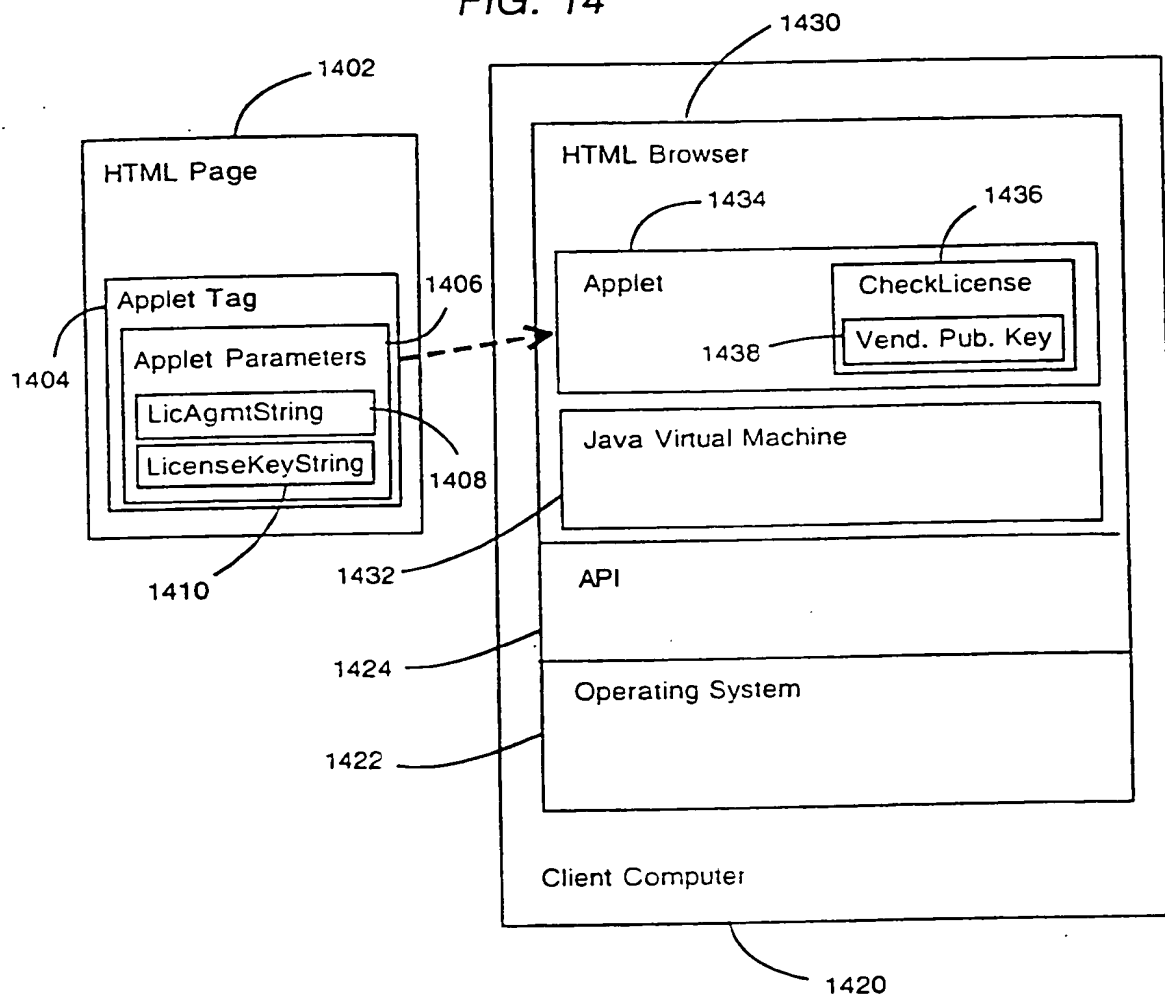 FIG. 14
1430
1402
HTML Page
HTML Browser
1434
1436
Applet
CheckLicense
1438
Vend. Pub. Key
1406
Applet Tag
Applet Parameters
1404
LicAgmtString
LicenseKeyString
1408
Java Virtual Machine
1410
1432
API
1424
Operating System
1422
Client Computer
1420